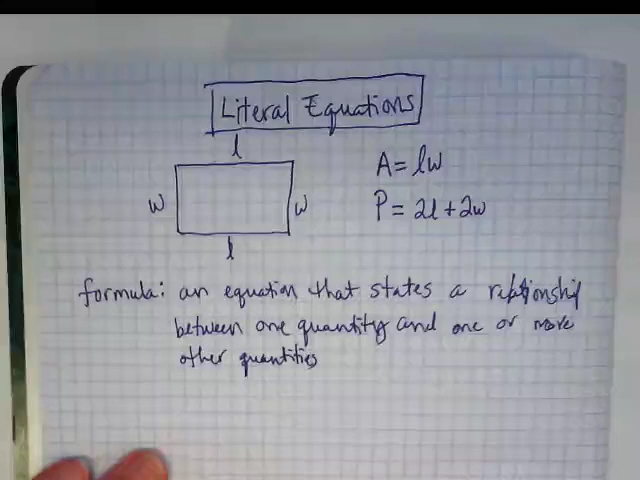 Literal Equations
l
A = lw
w
w
P = 2l + 2w
l
formula: an equation that states a relationship
between one quantity and one or more
other quantities